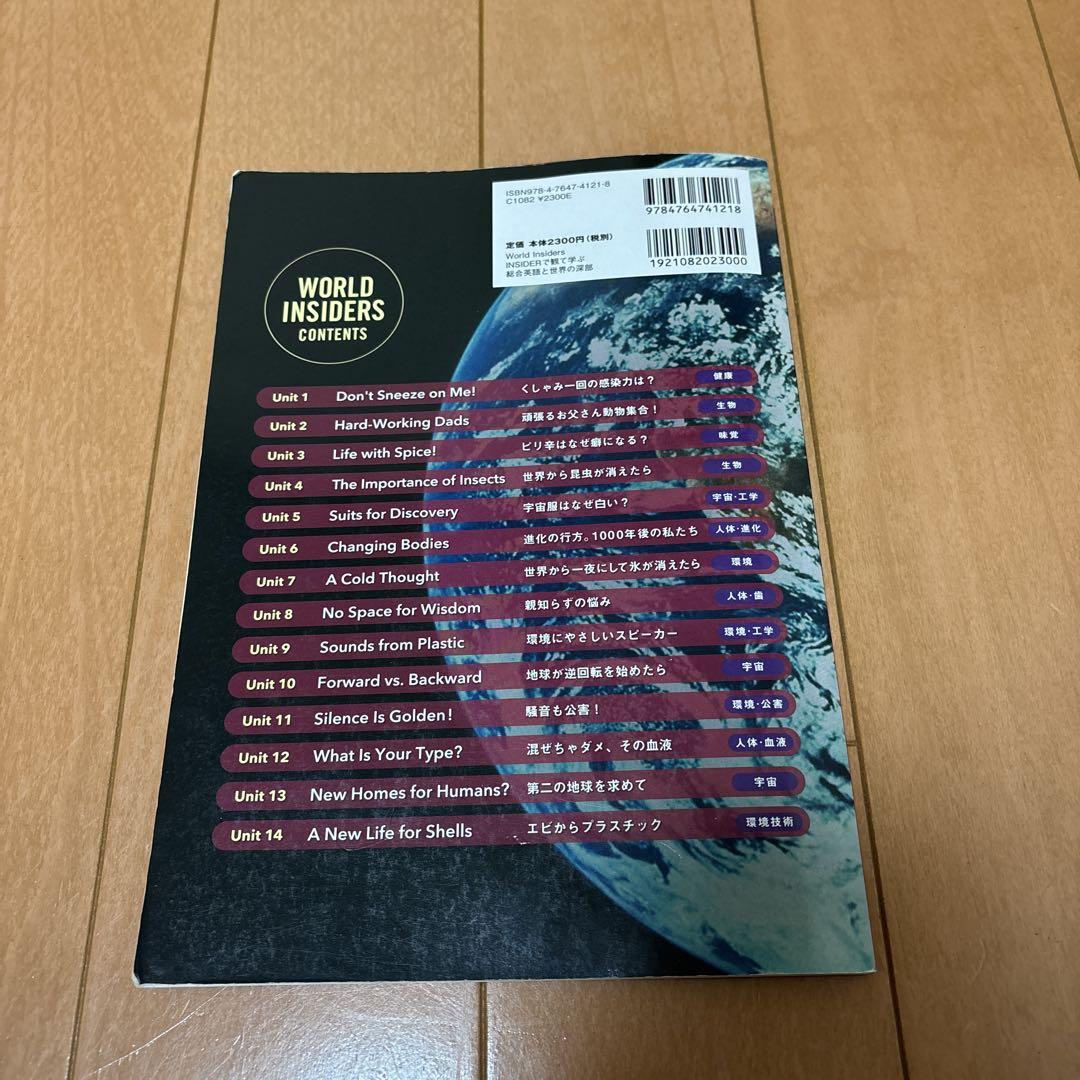 ISBN978-4-7647-4121-8
C1082 ¥2300E
9784764741218
定価 本体2300円(税別)
World Insiders
INSIDERで観て学ぶ
総合英語と世界の深部
1921082023000
WORLD
INSIDERS
CONTENTS
Unit 1 Don't Sneeze on Me! くしゃみ一回の感染力は? 健康
Unit 2 Hard-Working Dads 頑張るお父さん動物集合! 生物
Unit 3 Life with Spice! ピリ辛はなぜ癖になる? 味覚
Unit 4 The Importance of Insects 世界から昆虫が消えたら 生物
Unit 5 Suits for Discovery 宇宙服はなぜ白い? 宇宙・工学
Unit 6 Changing Bodies 進化の行方。1000年後の私たち 人体・進化
Unit 7 A Cold Thought 世界から一夜にして氷が消えたら 環境
Unit 8 No Space for Wisdom 親知らずの悩み 人体・歯
Unit 9 Sounds from Plastic 環境にやさしいスピーカー 環境・工学
Unit 10 Forward vs. Backward 地球が逆回転を始めたら 宇宙
Unit 11 Silence Is Golden! 騒音も公害! 環境・公害
Unit 12 What Is Your Type? 混ぜちゃダメ、その血液 人体・血液
Unit 13 New Homes for Humans? 第二の地球を求めて 宇宙
Unit 14 A New Life for Shells エビからプラスチック 環境技術